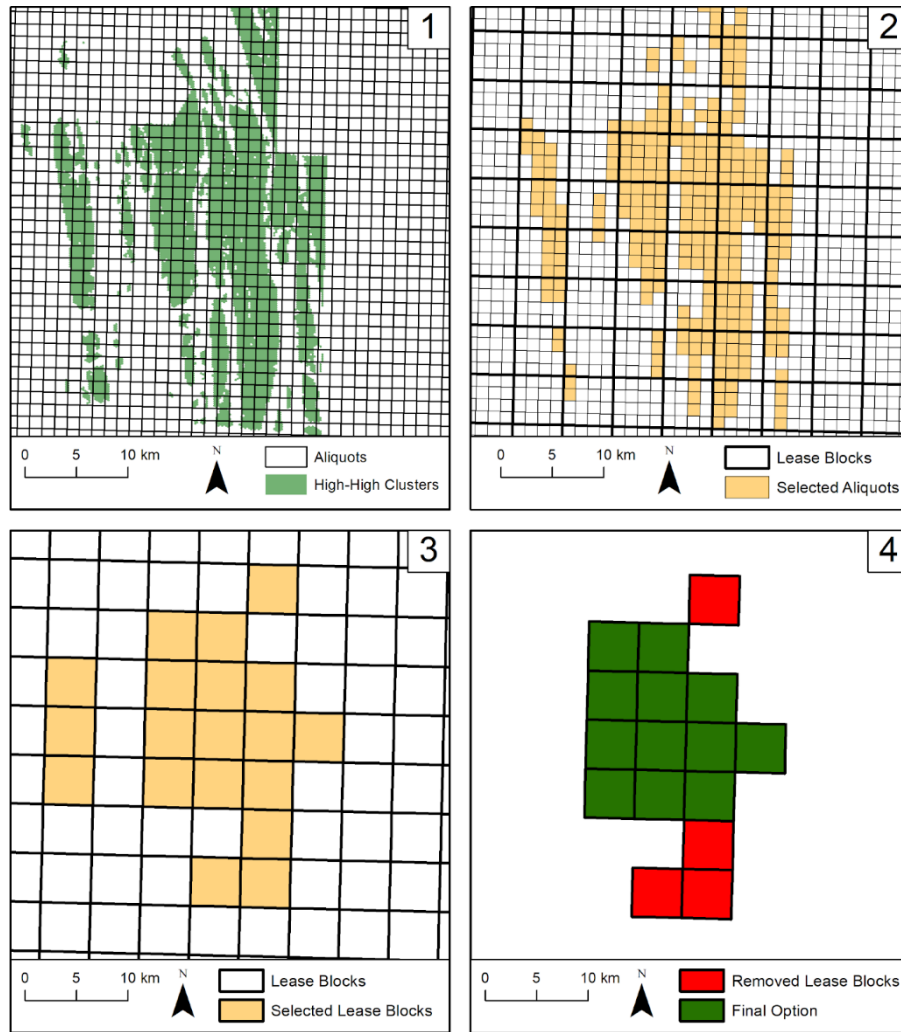 1
0 5 10 km
N
Aliquots
High-High Clusters
2
0 5 10 km
N
Lease Blocks
Selected Aliquots
3
0 5 10 km
N
Lease Blocks
Selected Lease Blocks
4
0 5 10 km
N
Removed Lease Blocks
Final Option